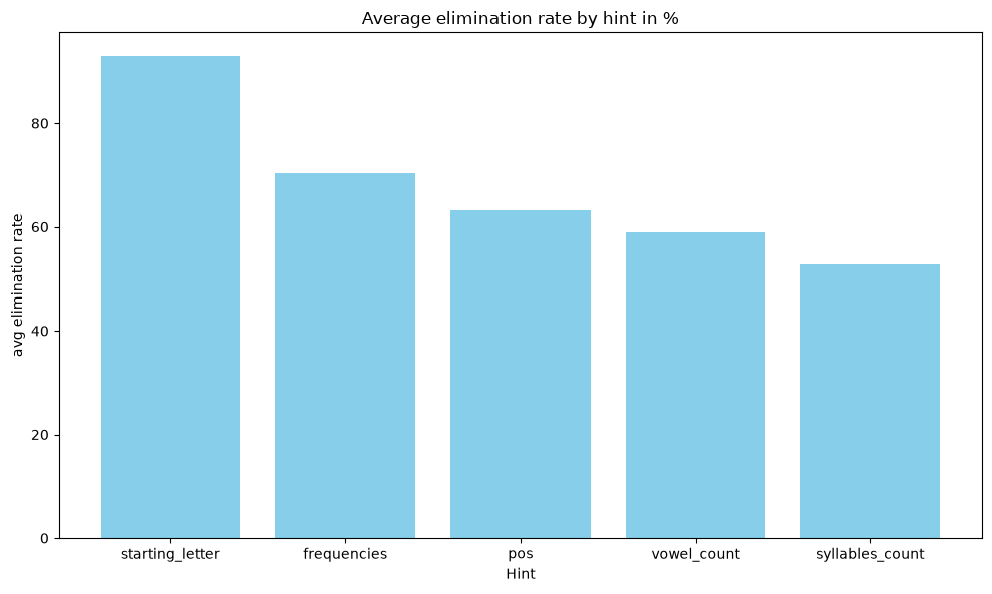 Average elimination rate by hint in %
avg elimination rate
80
60
40
20
0
starting_letter frequencies pos vowel_count syllables_count
Hint